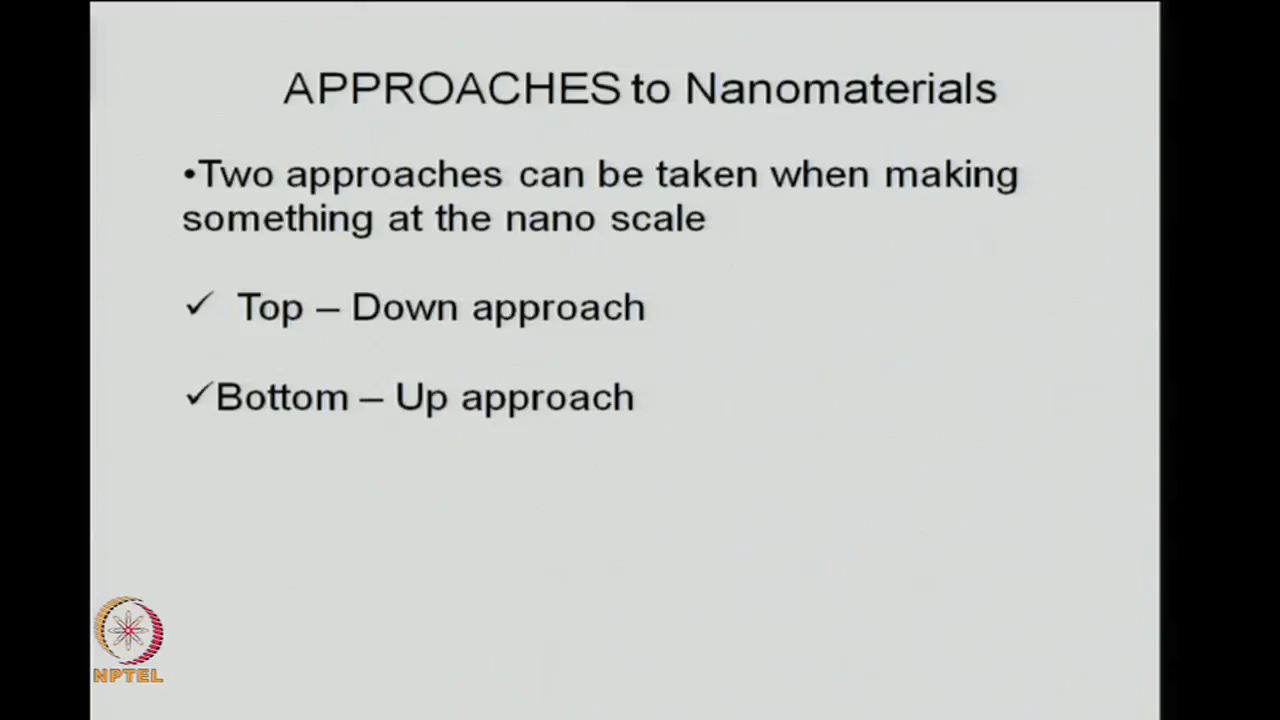 APPROACHES to Nanomaterials
•Two approaches can be taken when making
something at the nano scale
✓ Top – Down approach
✓Bottom – Up approach
NPTEL